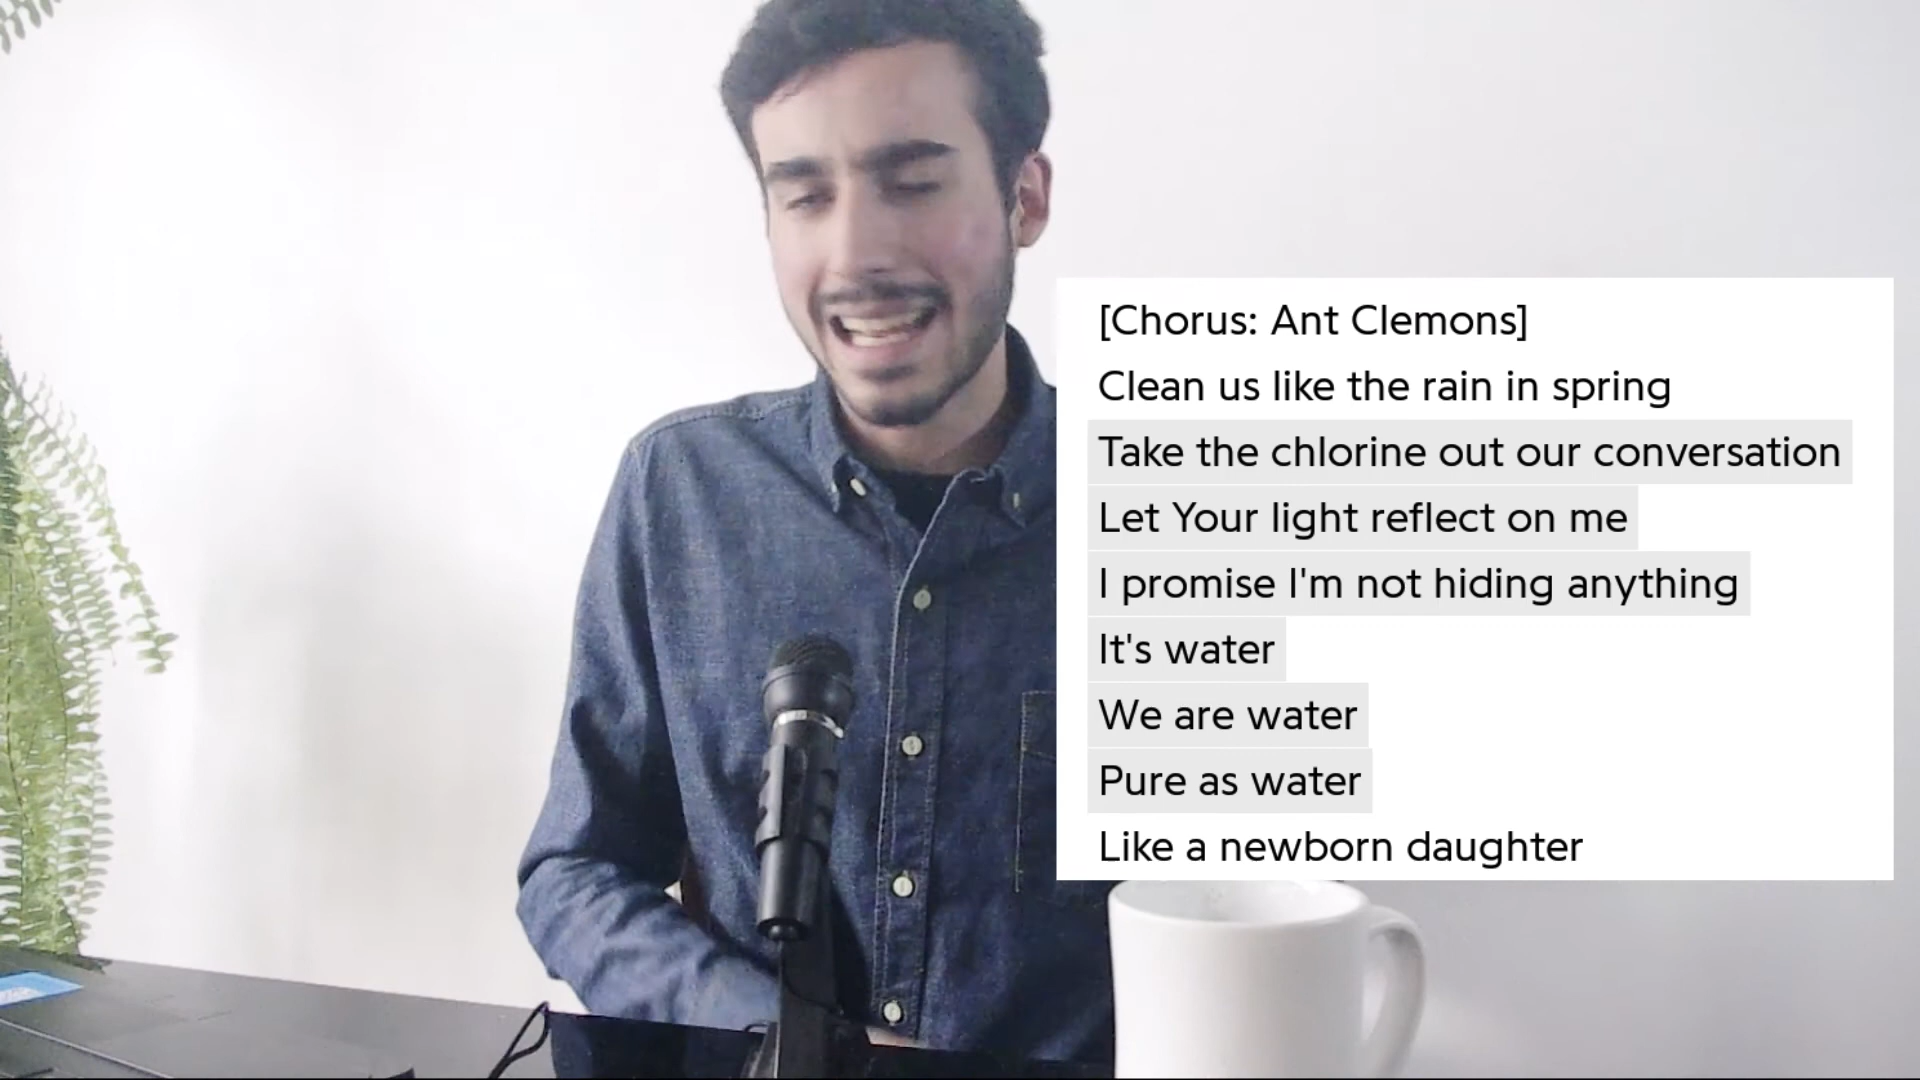 [Chorus: Ant Clemons]
Clean us like the rain in spring
Take the chlorine out our conversation
Let Your light reflect on me
I promise I'm not hiding anything
It's water
We are water
Pure as water
Like a newborn daughter